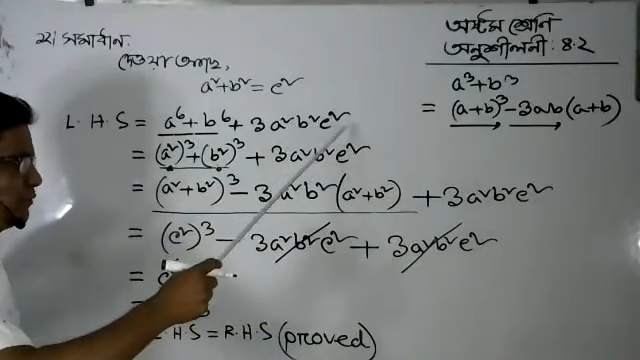 ২২। সমাধান:
দেওয়া আছে,
a² + b² = c²
L.H.S = a⁶ + b⁶ + 3a²b²c²
= (a²)³ + (b²)³ + 3a²b²c²
= (a² + b²)³ − 3a²b²(a² + b²) + 3a²b²c²
= (c²)³ − 3a²b²c² + 3a²b²c²
=
=
L.H.S = R.H.S (proved)
অষ্টম শ্রেণি
অনুশীলনী: ৪.২
a³ + b³
= (a+b)³ − 3ab(a+b)